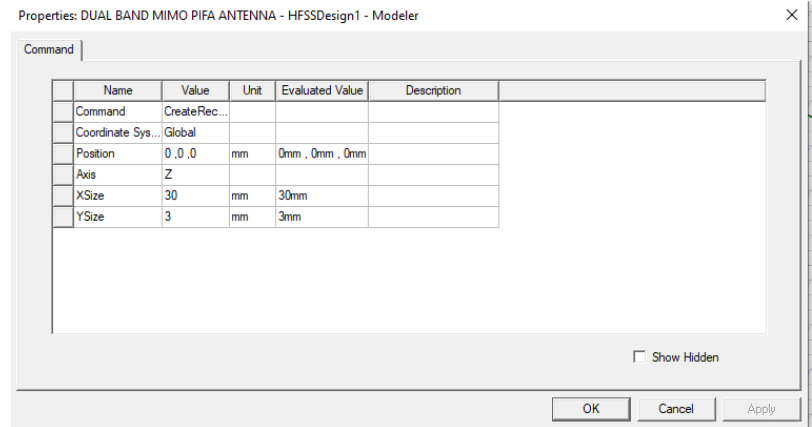 Properties: DUAL BAND MIMO PIFA ANTENNA - HFSSDesign1 - Modeler
Command
Name Value Unit Evaluated Value Description
Command CreateRec...
Coordinate Sys... Global
Position 0 ,0 ,0 mm 0mm , 0mm , 0mm
Axis Z
XSize 30 mm 30mm
YSize 3 mm 3mm
Show Hidden
OK Cancel Apply